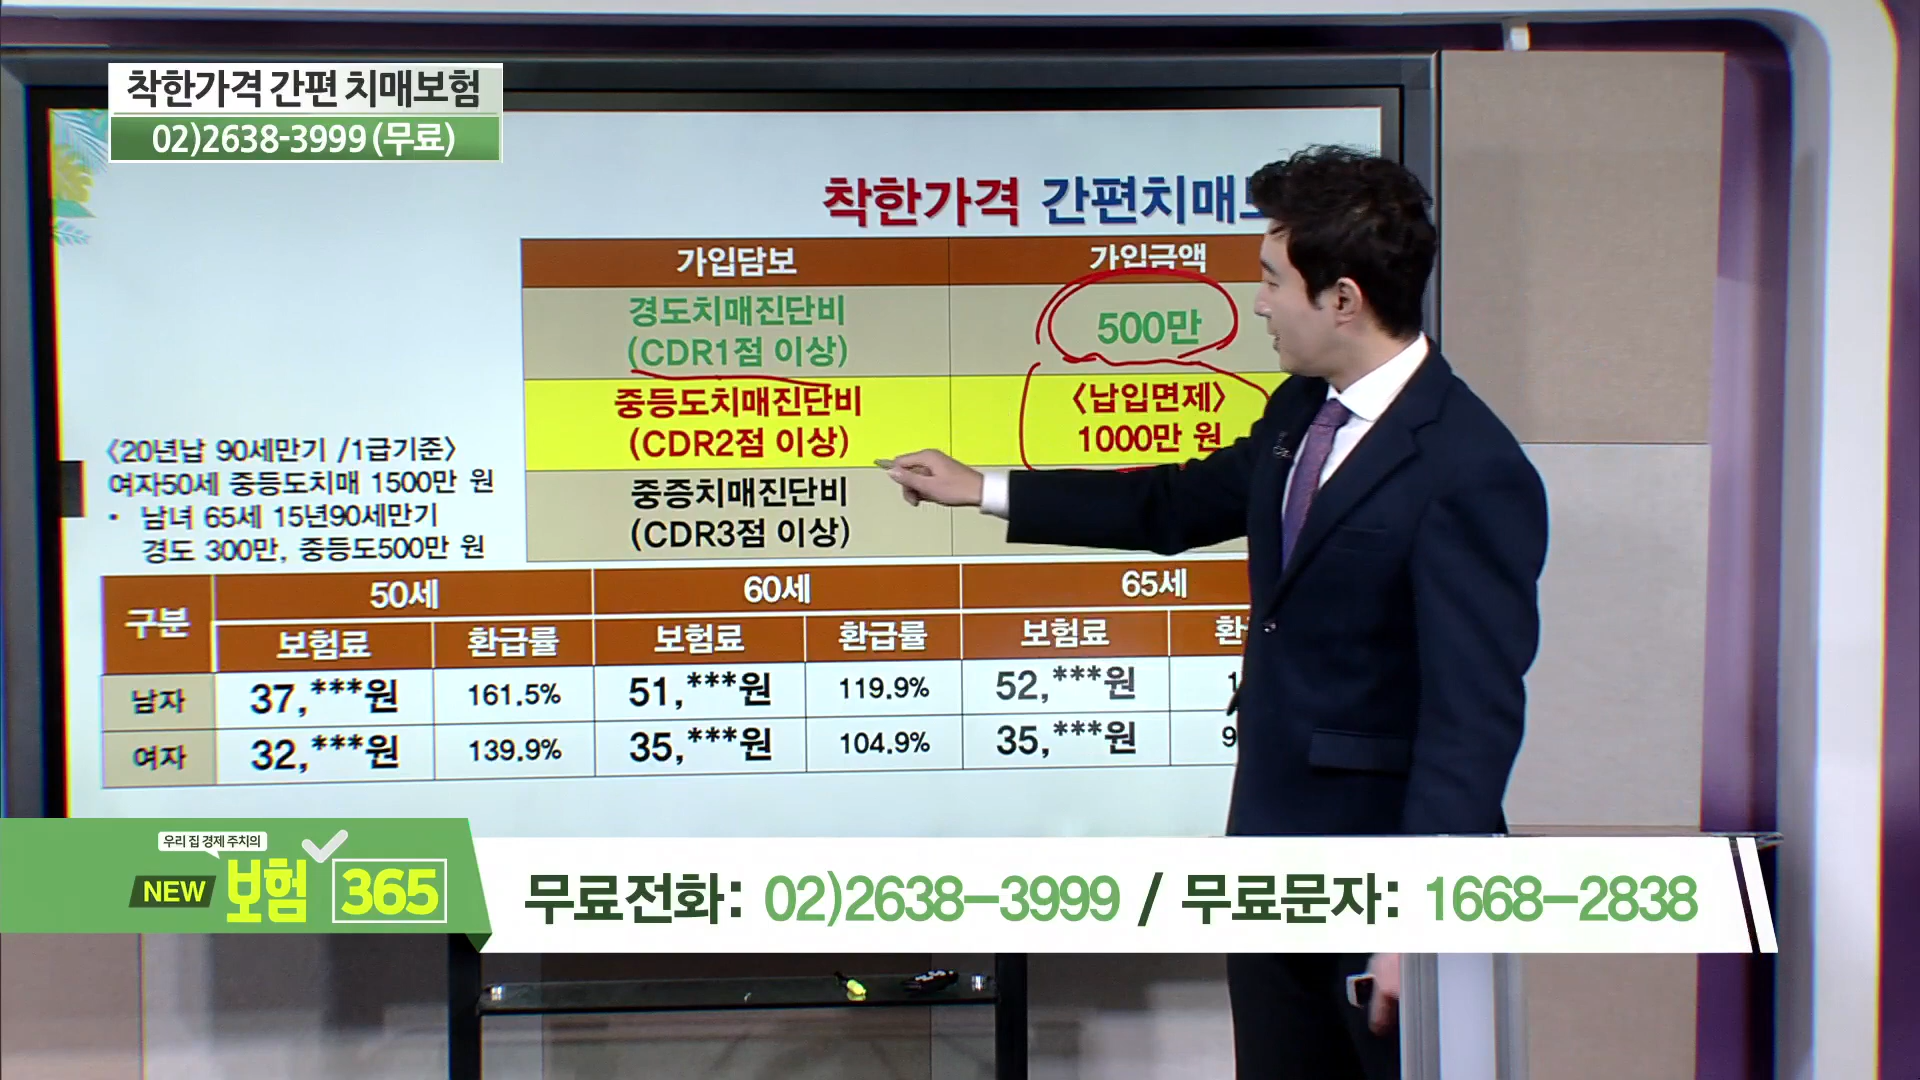 착한가격 간편 치매보험
02)2638-3999 (무료)
착한가격 간편치매
가입담보
가입금액
경도치매진단비
(CDR1점 이상)
500만
중등도치매진단비
(CDR2점 이상)
<납입면제>
1000만 원
중증치매진단비
(CDR3점 이상)
<20년납 90세만기 /1급기준>
여자50세 중등도치매 1500만 원
• 남녀 65세 15년90세만기
경도 300만, 중등도500만 원
구분
50세
60세
65세
보험료
환급률
보험료
환급률
보험료
남자
37,***원
161.5%
51,***원
119.9%
52,***원
여자
32,***원
139.9%
35,***원
104.9%
35,***원
우리 집 경제 주치의
NEW 보험 365
무료전화: 02)2638-3999 / 무료문자: 1668-2838